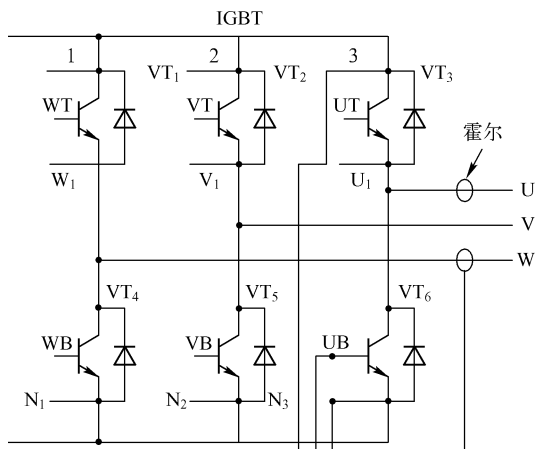 IGBT
1 2 3
VT₁ VT₂ VT₃
WT VT UT
霍尔
W₁ V₁ U₁
U
V
W
VT₄ VT₅ VT₆
WB VB UB
N₁ N₂ N₃